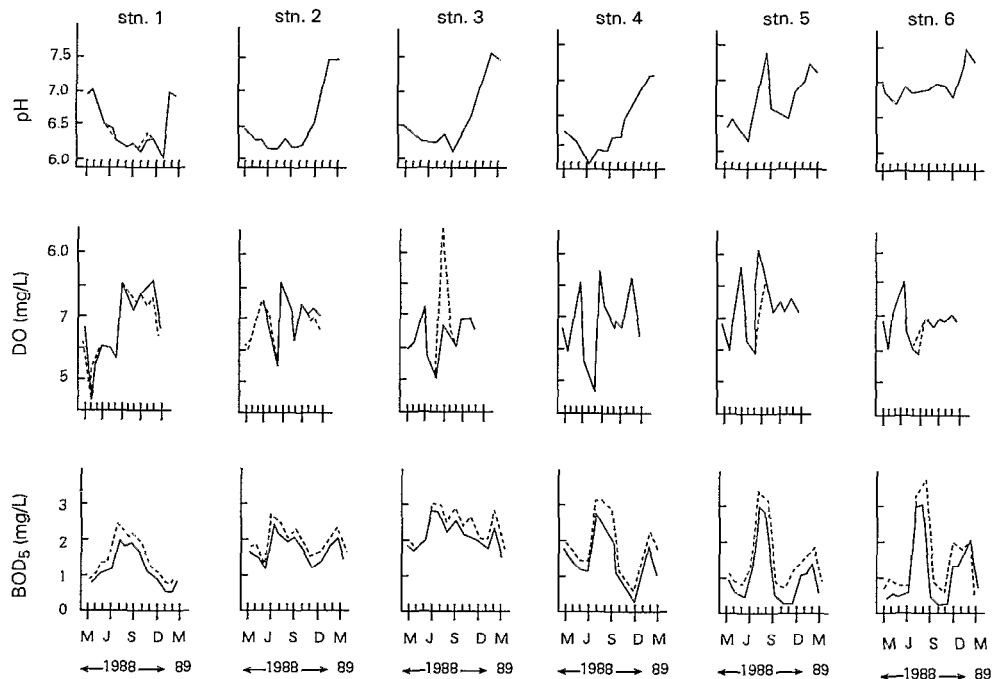 stn. 1 stn. 2 stn. 3 stn. 4 stn. 5 stn. 6
pH
7.5
7.0
6.5
6.0
DO (mg/L)
6.0
7
5
BOD5 (mg/L)
3
2
1
0
M J S D M M J S D M M J S D M M J S D M M J S D M M J S D M
1988 89 1988 89 1988 89 1988 89 1988 89 1988 89